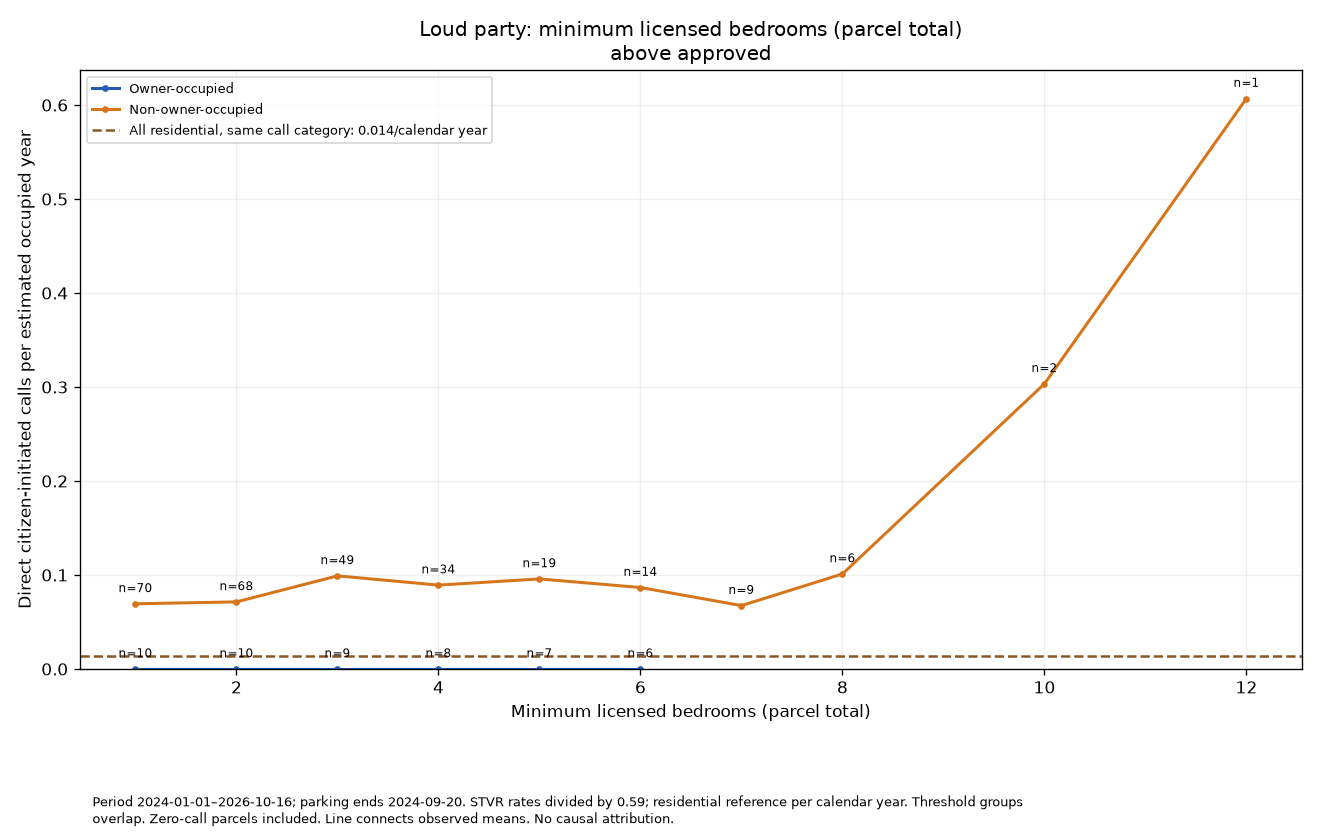 Loud party: minimum licensed bedrooms (parcel total)
above approved
Owner-occupied
Non-owner-occupied
All residential, same call category: 0.014/calendar year
Direct citizen-initiated calls per estimated occupied year
0.6
0.5
0.4
0.3
0.2
0.1
0.0
n=1
n=2
n=6
n=70
n=68
n=49
n=34
n=19
n=14
n=9
n=10
n=10
n=9
n=8
n=7
n=6
2
4
6
8
10
12
Minimum licensed bedrooms (parcel total)
Period 2024-01-01–2026-10-16; parking ends 2024-09-20. STVR rates divided by 0.59; residential reference per calendar year. Threshold groups
overlap. Zero-call parcels included. Line connects observed means. No causal attribution.